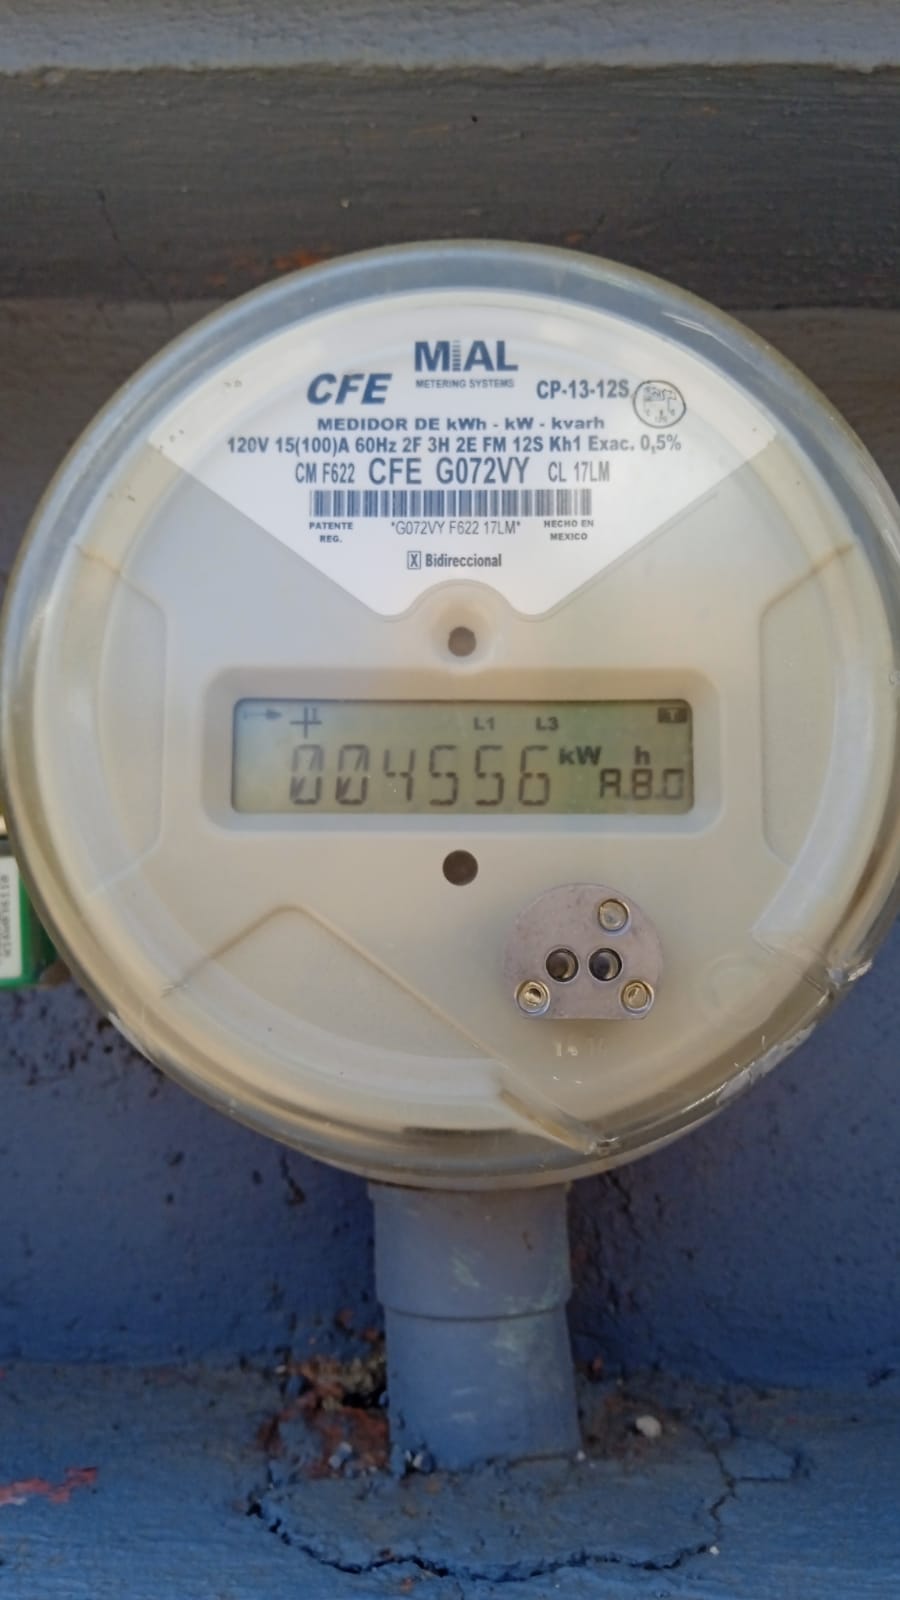 MIAL
METERING SYSTEMS
CFE
CP-13-12S
MEDIDOR DE kWh - kW - kvarh
120V 15(100)A 60Hz 2F 3H 2E FM 12S Kh1 Exac. 0,5%
CM F622 CFE G072VY CL 17LM
PATENTE REG.
*G072VY F622 17LM*
HECHO EN MEXICO
X Bidireccional
L1 L3 T
004556 kW h A.8.0